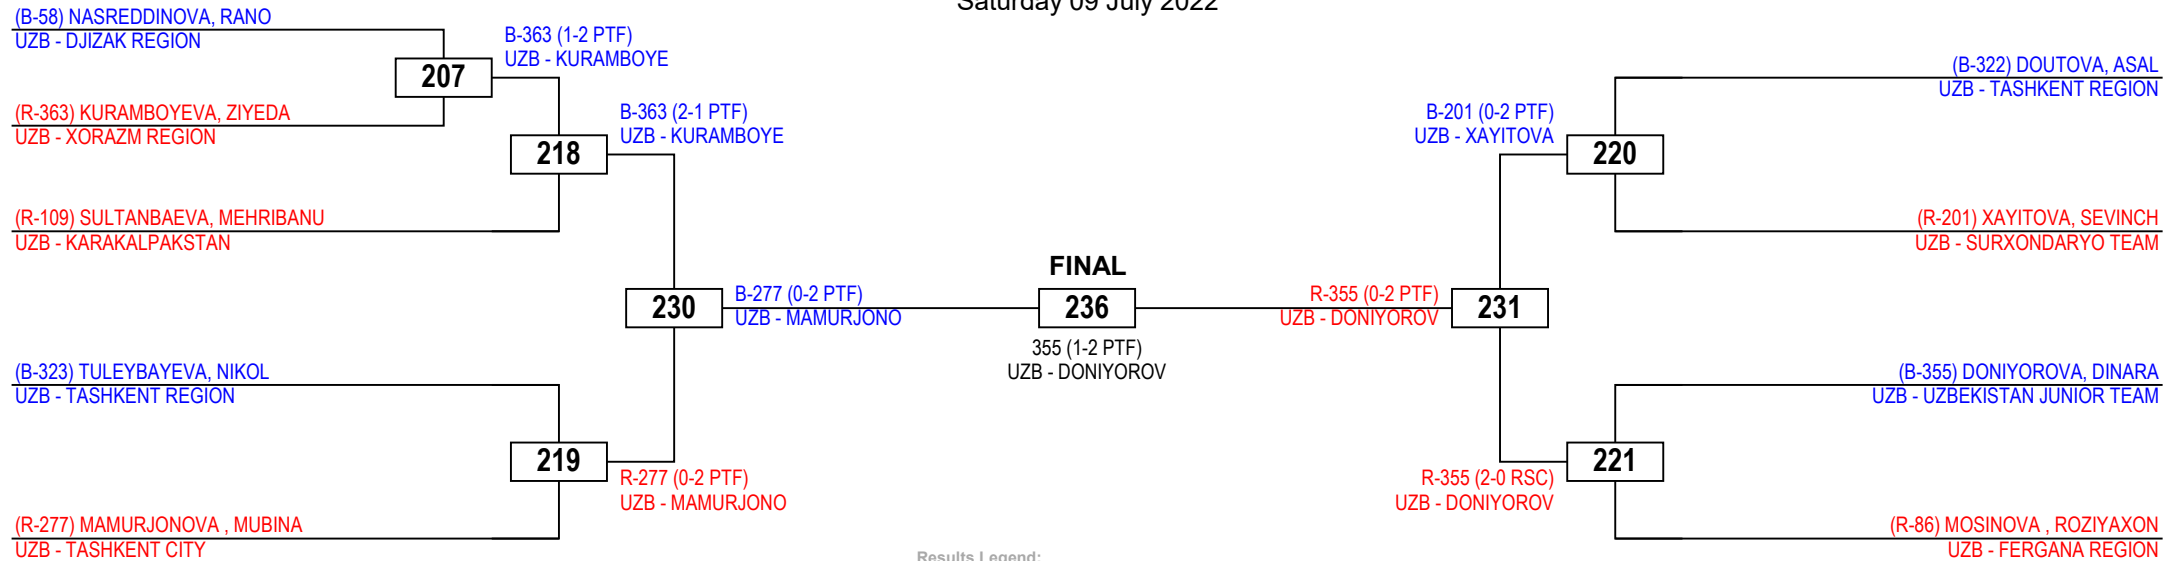 Saturday 09 July 2022
(B-58) NASREDDINOVA, RANO
UZB - DJIZAK REGION
207
(R-363) KURAMBOYEVA, ZIYEDA
UZB - XORAZM REGION
B-363 (1-2 PTF)
UZB - KURAMBOYE
218
(R-109) SULTANBAEVA, MEHRIBANU
UZB - KARAKALPAKSTAN
B-363 (2-1 PTF)
UZB - KURAMBOYE
230
(B-323) TULEYBAYEVA, NIKOL
UZB - TASHKENT REGION
219
(R-277) MAMURJONOVA , MUBINA
UZB - TASHKENT CITY
R-277 (0-2 PTF)
UZB - MAMURJONO
B-277 (0-2 PTF)
UZB - MAMURJONO
FINAL
236
355 (1-2 PTF)
UZB - DONIYOROV
R-355 (0-2 PTF)
UZB - DONIYOROV
231
B-201 (0-2 PTF)
UZB - XAYITOVA
220
(B-322) DOUTOVA, ASAL
UZB - TASHKENT REGION
(R-201) XAYITOVA, SEVINCH
UZB - SURXONDARYO TEAM
(B-355) DONIYOROVA, DINARA
UZB - UZBEKISTAN JUNIOR TEAM
221
R-355 (2-0 RSC)
UZB - DONIYOROV
(R-86) MOSINOVA , ROZIYAXON
UZB - FERGANA REGION
Results Legend: